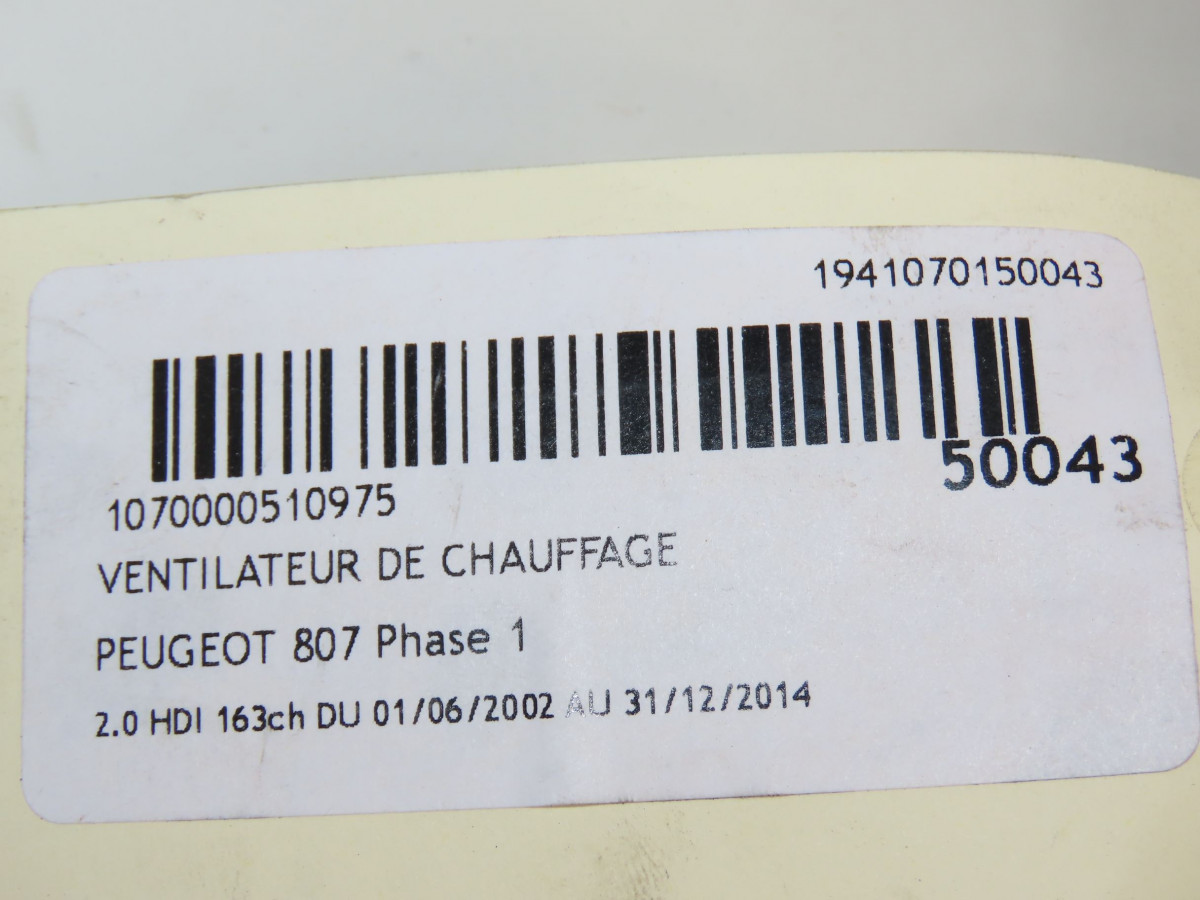 1941070150043
50043
1070000510975
VENTILATEUR DE CHAUFFAGE
PEUGEOT 807 Phase 1
2.0 HDI 163ch DU 01/06/2002 AU 31/12/2014